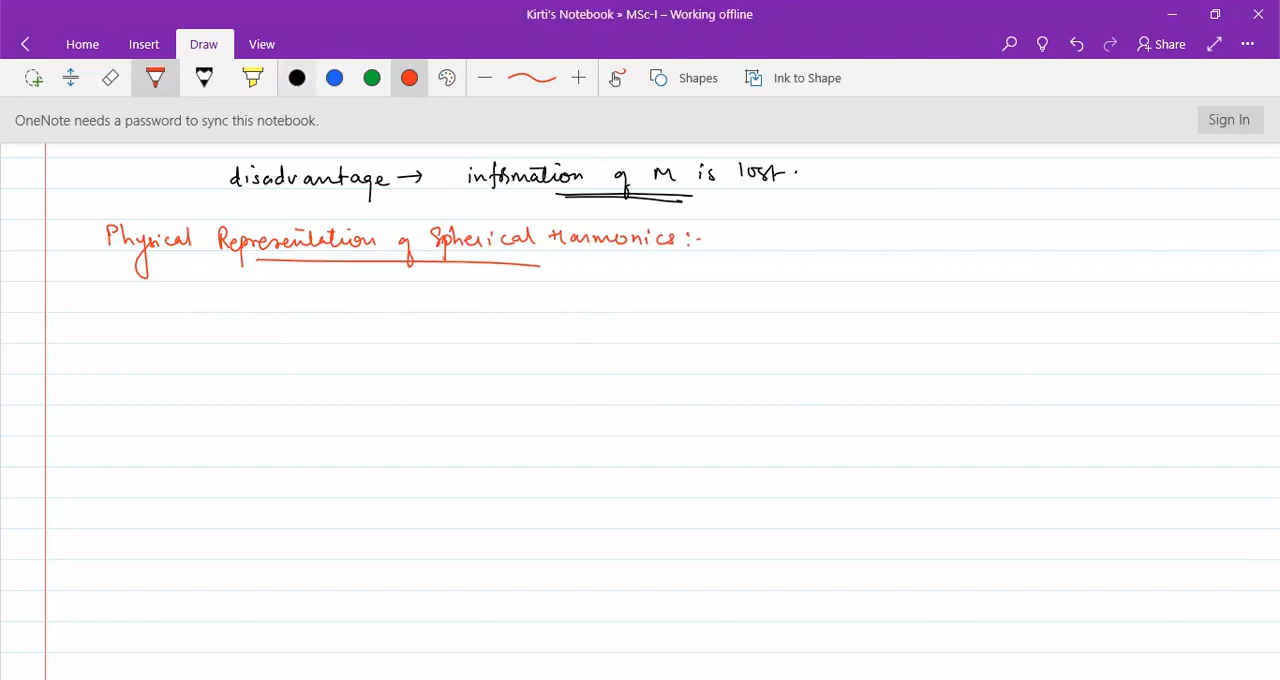 Kirti's Notebook » MSc-I – Working offline
Home Insert Draw View Share
Shapes Ink to Shape
OneNote needs a password to sync this notebook. Sign In
disadvantage → information of M is lost.
Physical Representation of Spherical Harmonics :-